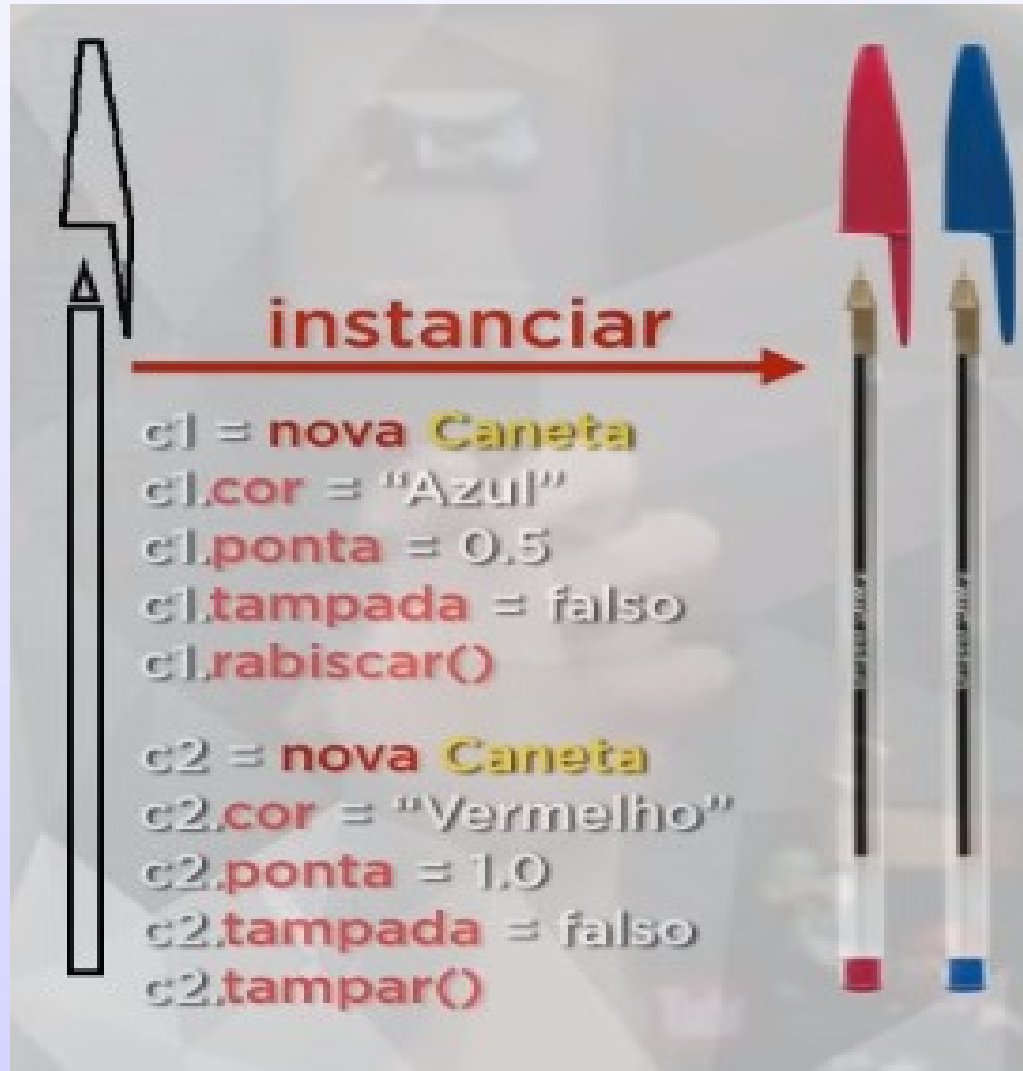 instanciar
c1 = nova Caneta
c1.cor = “Azul”
c1.ponta = 0.5
c1.tampada = falso
c1.rabiscar()
c2 = nova Caneta
c2.cor = “Vermelho”
c2.ponta = 1.0
c2.tampada = falso
c2.tampar()